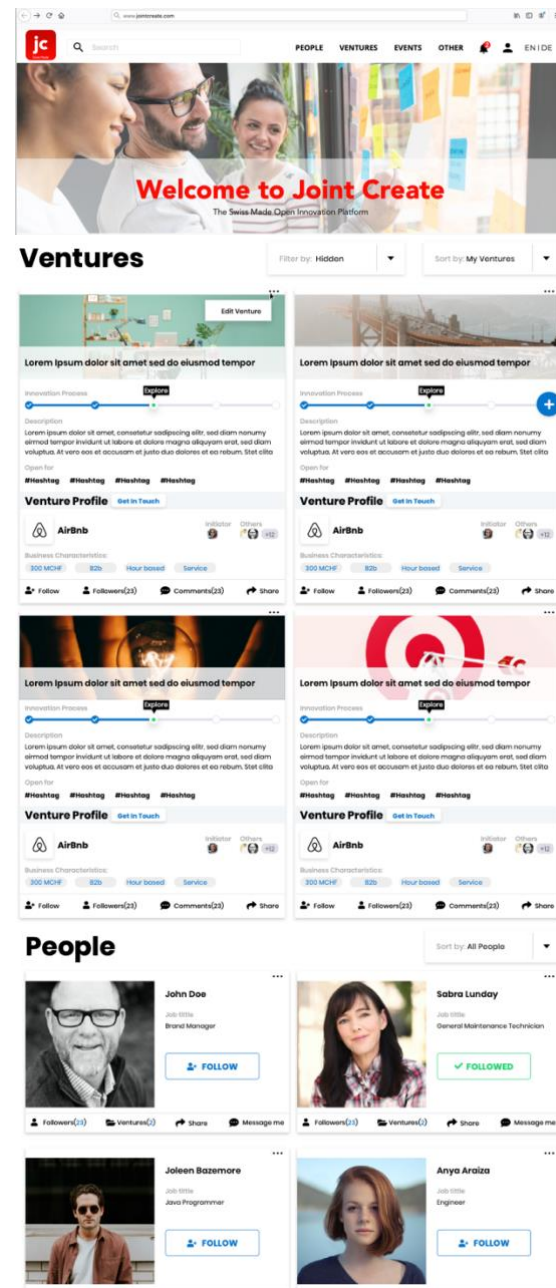 www.jointcreate.com
jc
Search
PEOPLE VENTURES EVENTS OTHER EN | DE
Welcome to Joint Create
The Swiss Made Open Innovation Platform
Ventures
Filter by: Hidden
Sort by: My Ventures
Edit Venture
Lorem Ipsum dolor sit amet sed do eiusmod tempor
Innovation Process
Explore
Description
Lorem ipsum dolor sit amet, consetetur sadipscing elitr, sed diam nonumy
eirmod tempor invidunt ut labore et dolore magna aliquyam erat, sed diam
voluptua. At vero eos et accusam et justo duo dolores et ea rebum. Stet clita
Open for
#Hashtag #Hashtag #Hashtag
Venture Profile Get In Touch
AirBnb
Initiator Others
+12
Business Characteristics:
300 MCHF B2b Hour based Service
Follow Followers(23) Comments(23) Share
Lorem Ipsum dolor sit amet sed do eiusmod tempor
Innovation Process
Explore
Description
Lorem ipsum dolor sit amet, consetetur sadipscing elitr, sed diam nonumy
eirmod tempor invidunt ut labore et dolore magna aliquyam erat, sed diam
voluptua. At vero eos et accusam et justo duo dolores et ea rebum. Stet clita
Open for
#Hashtag #Hashtag #Hashtag
Venture Profile Get In Touch
AirBnb
Initiator Others
+12
Business Characteristics:
300 MCHF B2b Hour based Service
Follow Followers(23) Comments(23) Share
Lorem Ipsum dolor sit amet sed do eiusmod tempor
Innovation Process
Explore
Description
Lorem ipsum dolor sit amet, consetetur sadipscing elitr, sed diam nonumy
eirmod tempor invidunt ut labore et dolore magna aliquyam erat, sed diam
voluptua. At vero eos et accusam et justo duo dolores et ea rebum. Stet clita
Open for
#Hashtag #Hashtag #Hashtag
Venture Profile Get In Touch
AirBnb
Initiator Others
+12
Business Characteristics:
300 MCHF B2b Hour based Service
Follow Followers(23) Comments(23) Share
Lorem Ipsum dolor sit amet sed do eiusmod tempor
Innovation Process
Explore
Description
Lorem ipsum dolor sit amet, consetetur sadipscing elitr, sed diam nonumy
eirmod tempor invidunt ut labore et dolore magna aliquyam erat, sed diam
voluptua. At vero eos et accusam et justo duo dolores et ea rebum. Stet clita
Open for
#Hashtag #Hashtag #Hashtag
Venture Profile Get In Touch
AirBnb
Initiator Others
+12
Business Characteristics:
300 MCHF B2b Hour based Service
Follow Followers(23) Comments(23) Share
People
Sort by: All People
John Doe
Job tittle
Brand Manager
FOLLOW
Followers(23) Ventures(2) Share Message me
Sabra Lunday
Job tittle
General Maintenance Technician
FOLLOWED
Followers(23) Ventures(2) Share Message me
Joleen Bazemore
Job tittle
Java Programmer
FOLLOW
Anya Araiza
Job tittle
Engineer
FOLLOW